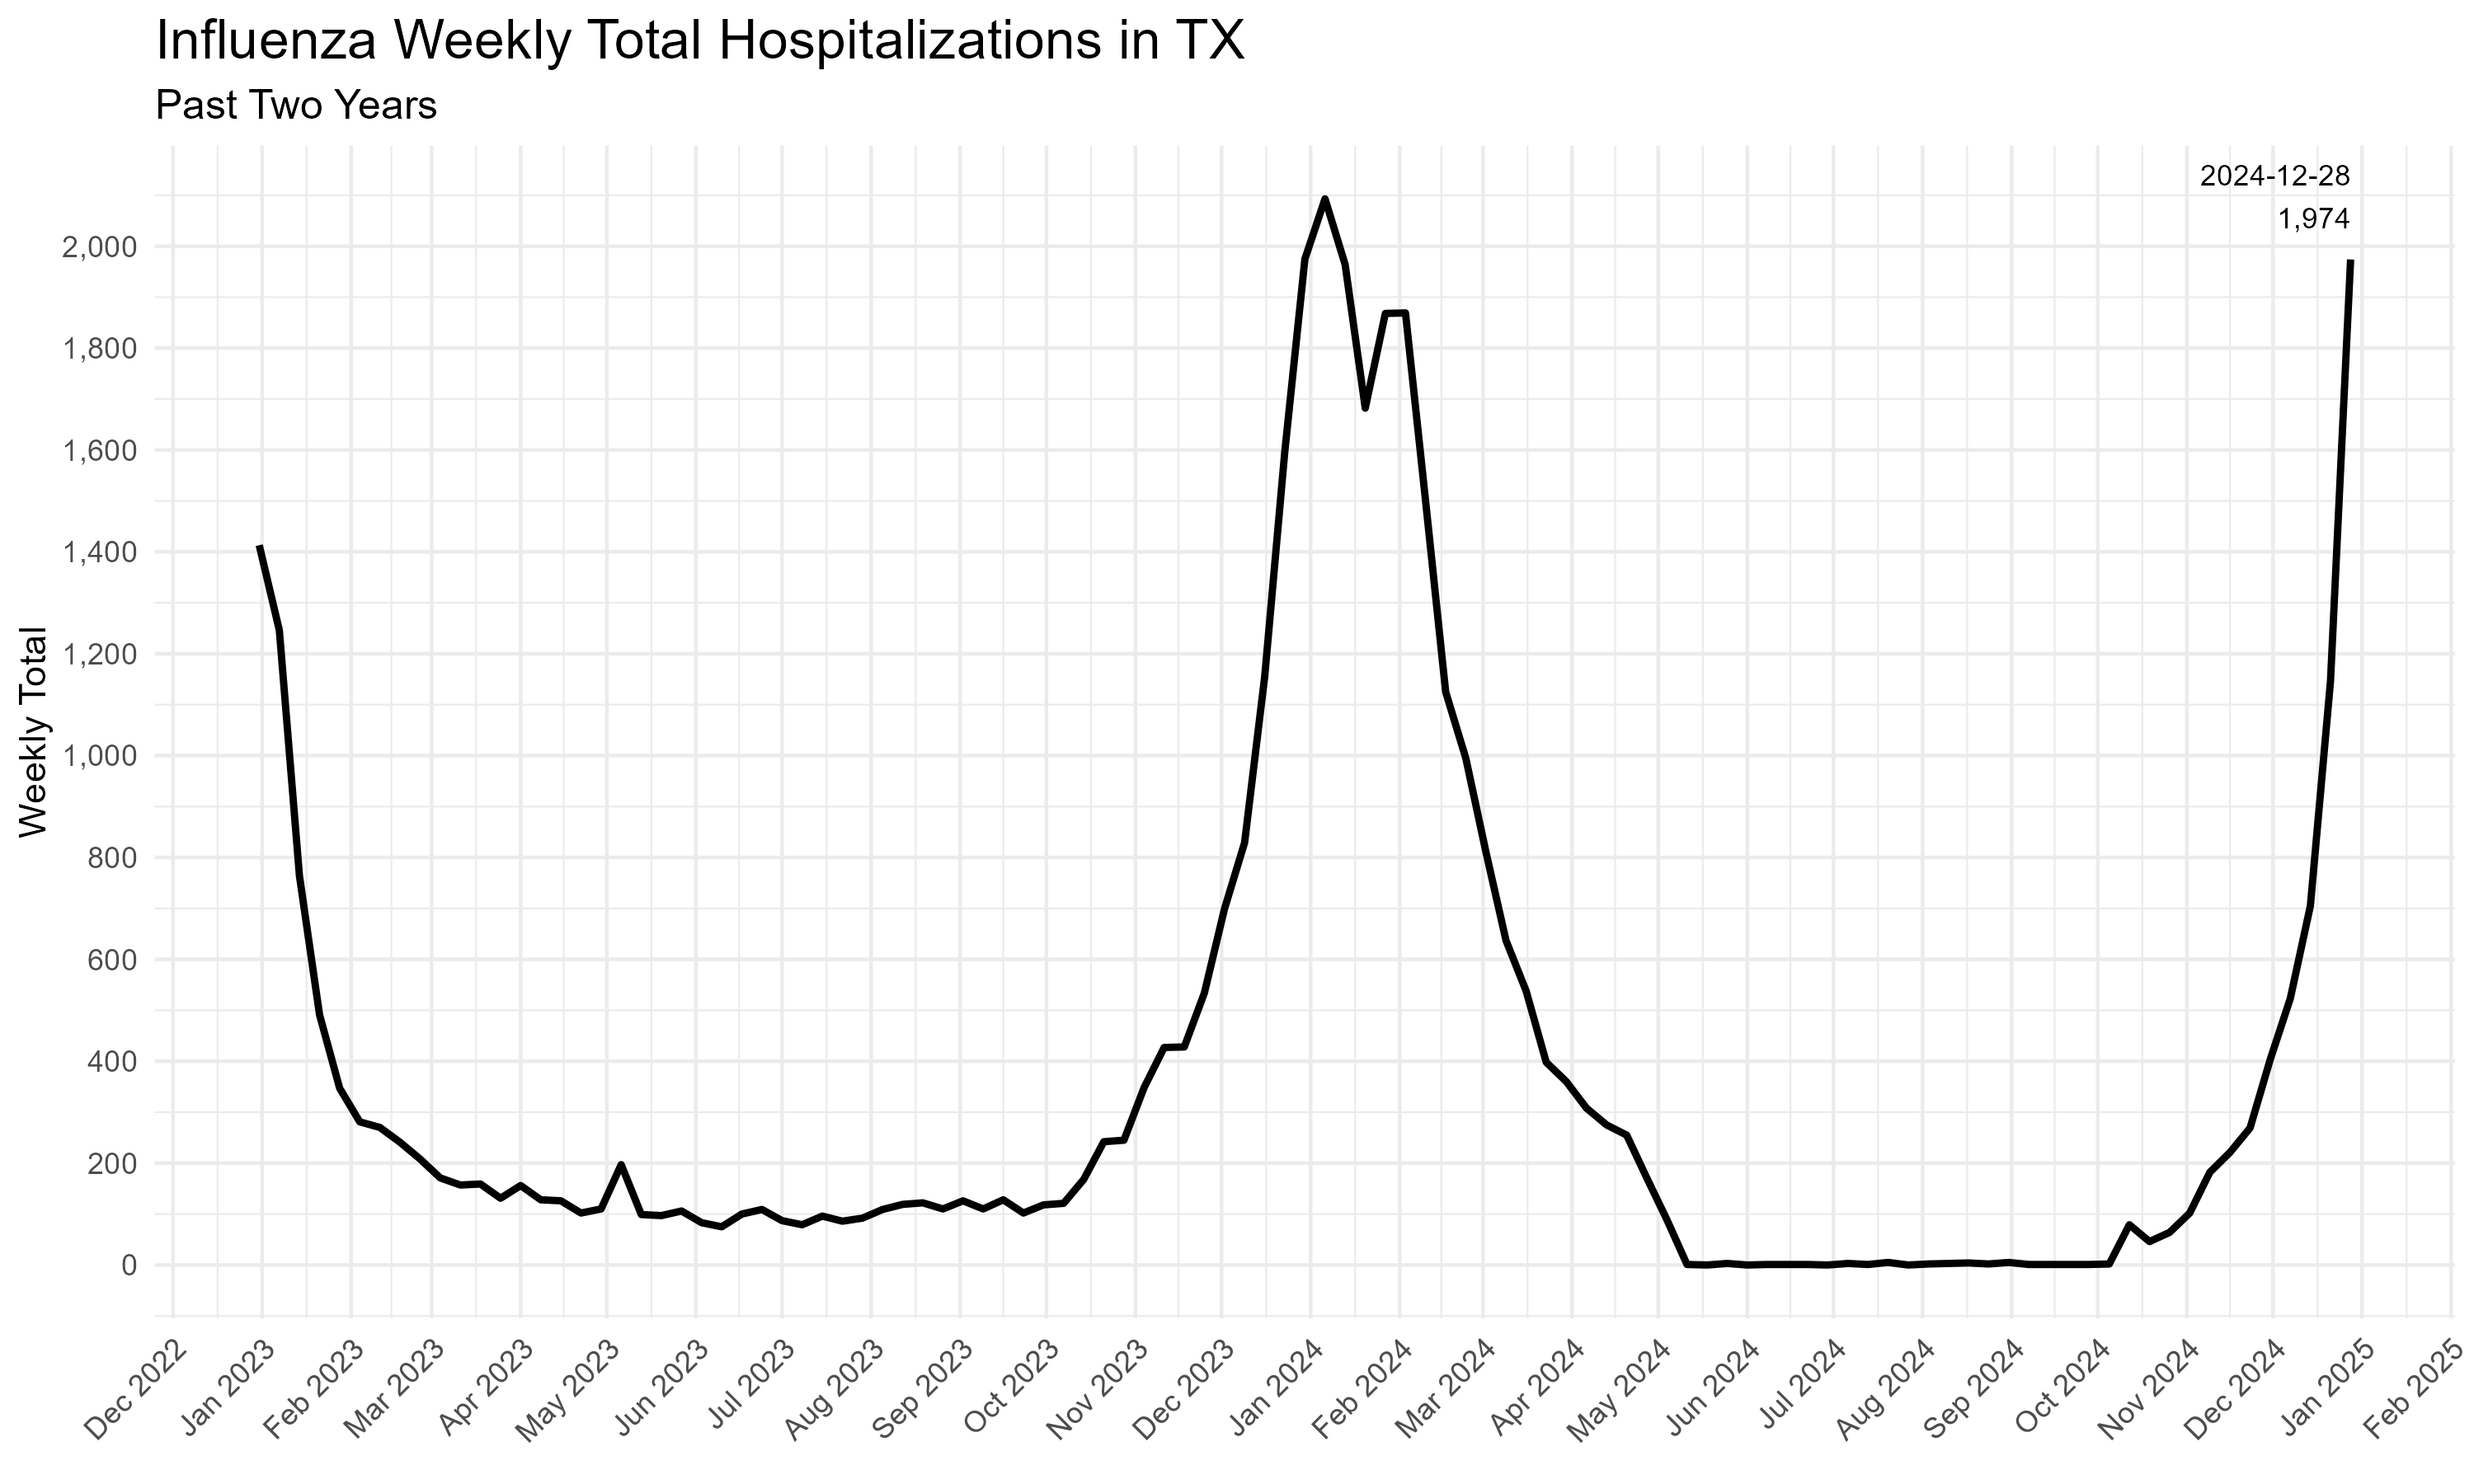 Influenza Weekly Total Hospitalizations in TX
Past Two Years
2024-12-28
1,974
Weekly Total
2,000
1,800
1,600
1,400
1,200
1,000
800
600
400
200
0
Dec 2022
Jan 2023
Feb 2023
Mar 2023
Apr 2023
May 2023
Jun 2023
Jul 2023
Aug 2023
Sep 2023
Oct 2023
Nov 2023
Dec 2023
Jan 2024
Feb 2024
Mar 2024
Apr 2024
May 2024
Jun 2024
Jul 2024
Aug 2024
Sep 2024
Oct 2024
Nov 2024
Dec 2024
Jan 2025
Feb 2025